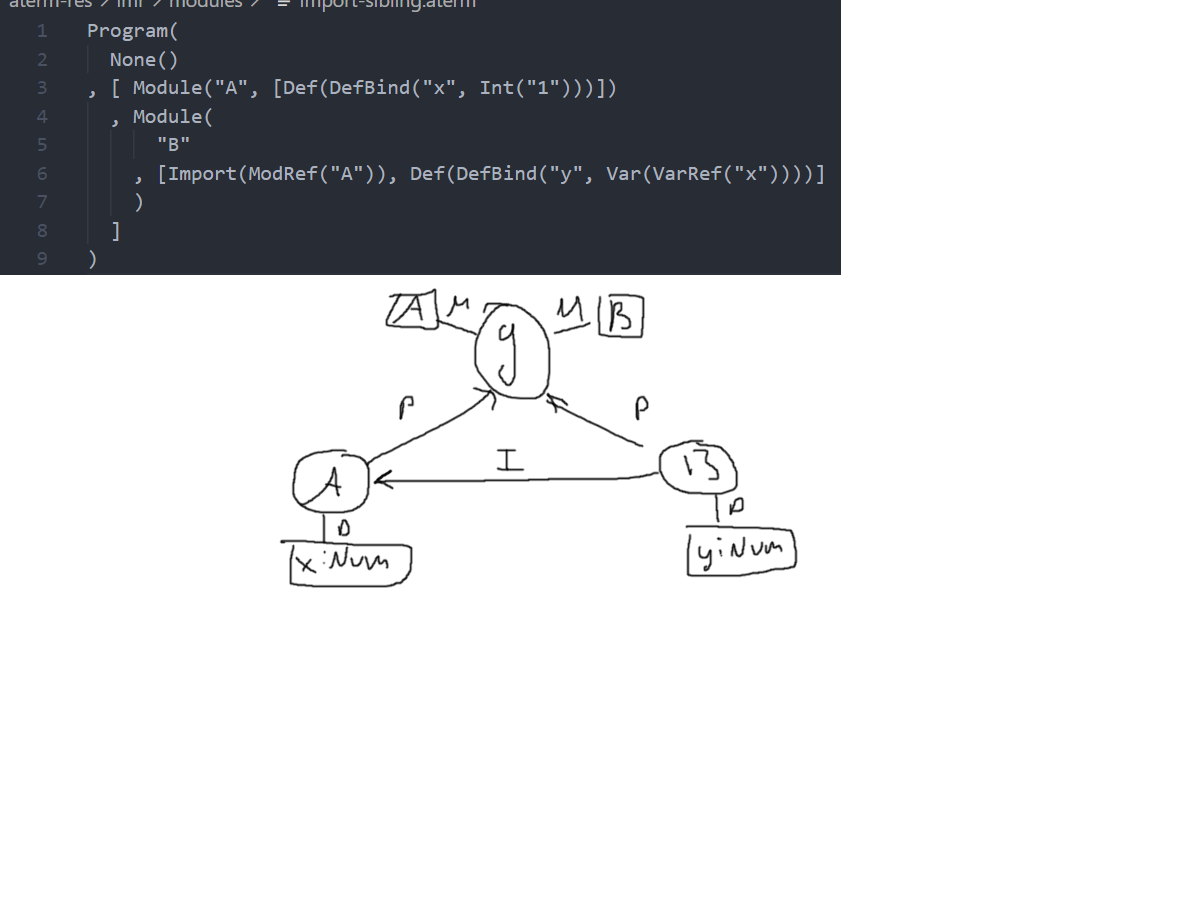 aterm-res > lmr > modules > import-sibling.aterm
1 Program(
2 None()
3 , [ Module("A", [Def(DefBind("x", Int("1")))])
4 , Module(
5 "B"
6 , [Import(ModRef("A")), Def(DefBind("y", Var(VarRef("x"))))]
7 )
8 ]
9 )
A M g M B
P P
I
A B
D D
x:Num y:Num